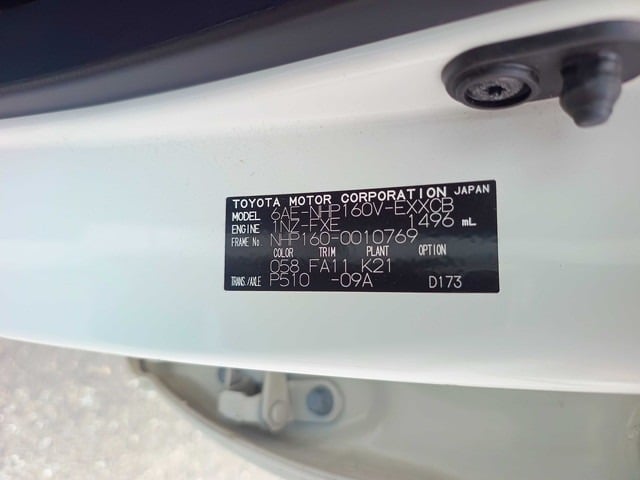 TOYOTA MOTOR CORPORATION JAPAN
MODEL 6AE-NHP160V-EXXCB
ENGINE 1NZ-FXE 1496 mL
FRAME No. NHP160-0010769
COLOR TRIM PLANT OPTION
058 FA11 K21
TRANS./AXLE P510 -09A D173